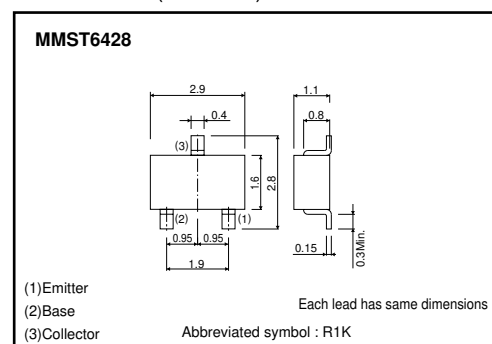 MMST6428
2.9
1.1
0.4
0.8
(3)
1.6
2.8
(2)
(1)
0.95
0.95
0.15
0.3Min.
1.9
(1)Emitter
(2)Base
(3)Collector
Each lead has same dimensions
Abbreviated symbol : R1K